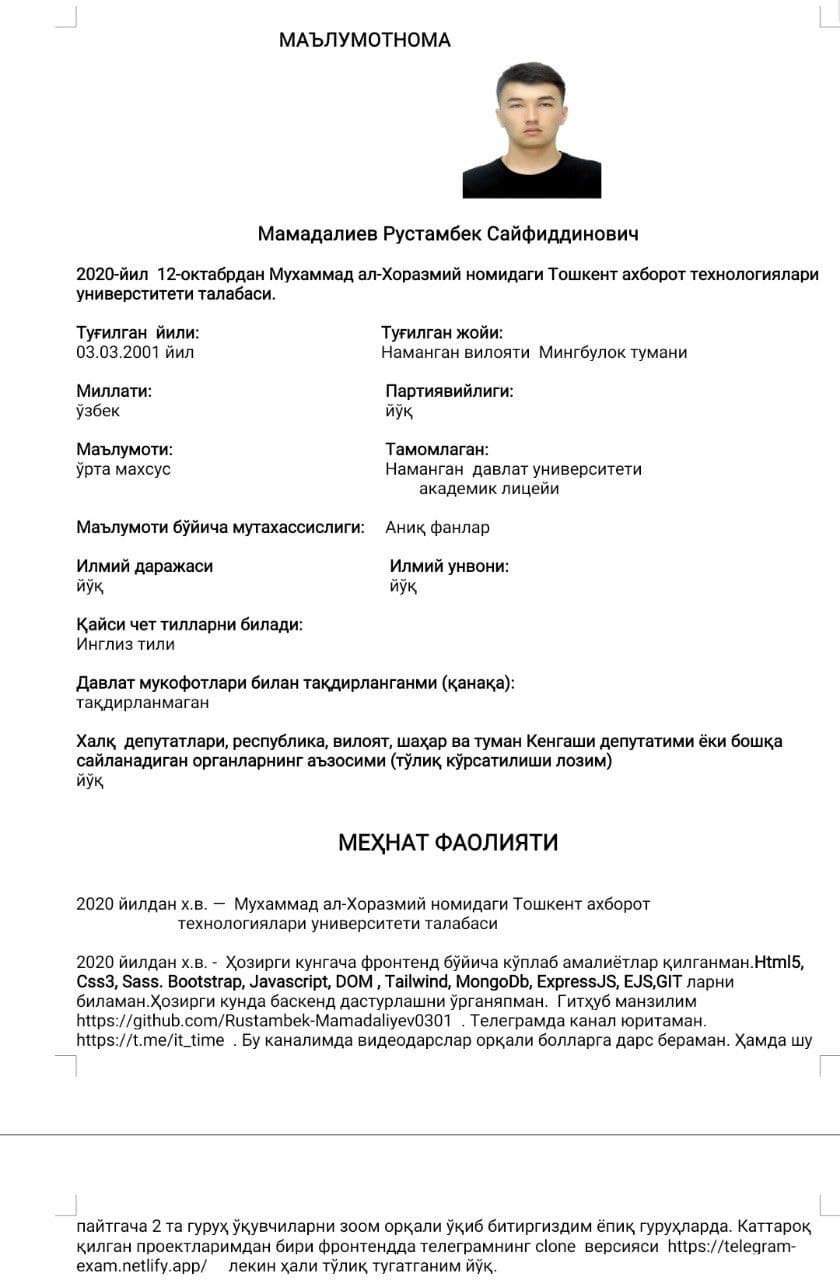 МАЪЛУМОТНОМА
Мамадалиев Рустамбек Сайфиддинович
2020-йил 12-октабрдан Мухаммад ал-Хоразмий номидаги Тошкент ахборот технологиялари
универститети талабаси.
Туғилган йили: Туғилган жойи:
03.03.2001 йил Наманган вилояти Мингбулок тумани
Миллати: Партиявийлиги:
ўзбек йўқ
Маълумоти: Тамомлаган:
ўрта махсус Наманган давлат университети
академик лицейи
Маълумоти бўйича мутахассислиги: Аниқ фанлар
Илмий даражаси Илмий унвони:
йўқ йўқ
Қайси чет тилларни билади:
Инглиз тили
Давлат мукофотлари билан тақдирланганми (қанақа):
тақдирланмаган
Халқ депутатлари, республика, вилоят, шаҳар ва туман Кенгаши депутатими ёки бошқа
сайланадиган органларнинг аъзосими (тўлиқ кўрсатилиши лозим)
йўқ
МЕҲНАТ ФАОЛИЯТИ
2020 йилдан х.в. — Мухаммад ал-Хоразмий номидаги Тошкент ахборот
технологиялари университети талабаси
2020 йилдан х.в. - Ҳозирги кунгача фронтенд бўйича кўплаб амалиётлар қилганман.Html5,
Css3, Sass. Bootstrap, Javascript, DOM , Tailwind, MongoDb, ExpressJS, EJS,GIT ларни
биламан.Ҳозирги кунда баскенд дастурлашни ўрганяпман. Гитҳуб манзилим
https://github.com/Rustambek-Mamadaliyev0301 . Телеграмда канал юритаман.
https://t.me/it_time . Бу каналимда видеодарслар орқали болларга дарс бераман. Ҳамда шу
пайтгача 2 та гуруҳ ўқувчиларни зоом орқали ўқиб битиргиздим ёпиқ гуруҳларда. Каттароқ
қилган проектларимдан бири фронтендда телеграмнинг clone версияси https://telegram-
exam.netlify.app/ лекин ҳали тўлиқ тугатганим йўқ.